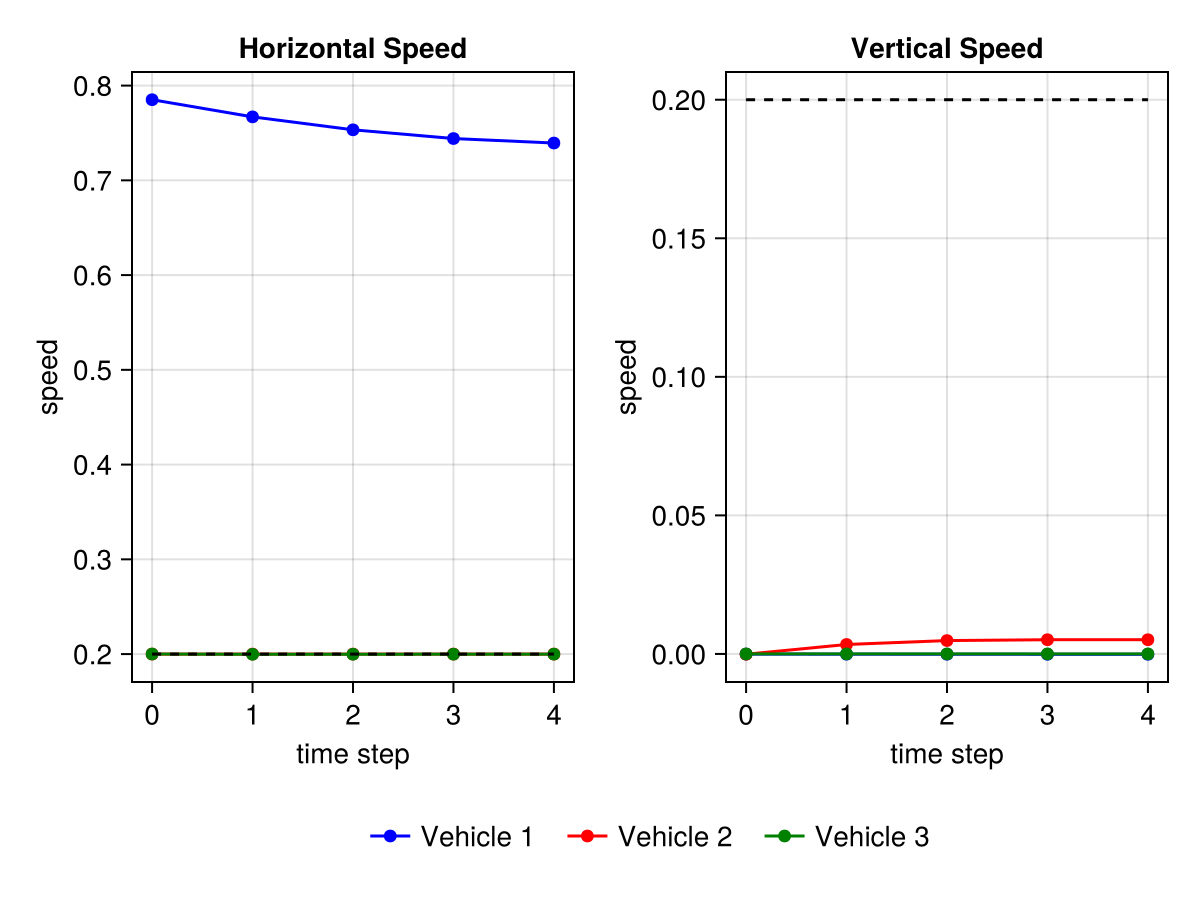 Horizontal Speed
0.8
0.7
0.6
0.5
0.4
0.3
0.2
speed
0 1 2 3 4
time step
Vertical Speed
0.20
0.15
0.10
0.05
0.00
speed
0 1 2 3 4
time step
Vehicle 1 Vehicle 2 Vehicle 3